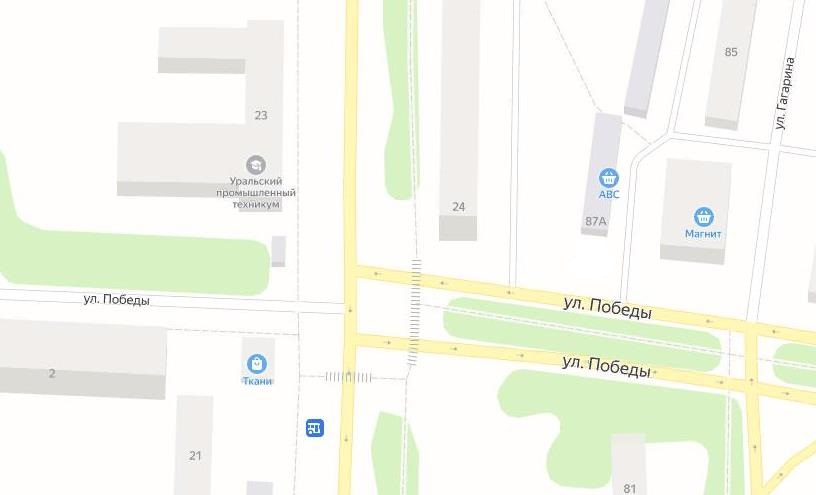 85
ул. Гагарина
23
Уральский
промышленный
техникум
АВС
24
87А
Магнит
ул. Победы
ул. Победы
ул. Победы
2
Ткани
21
81